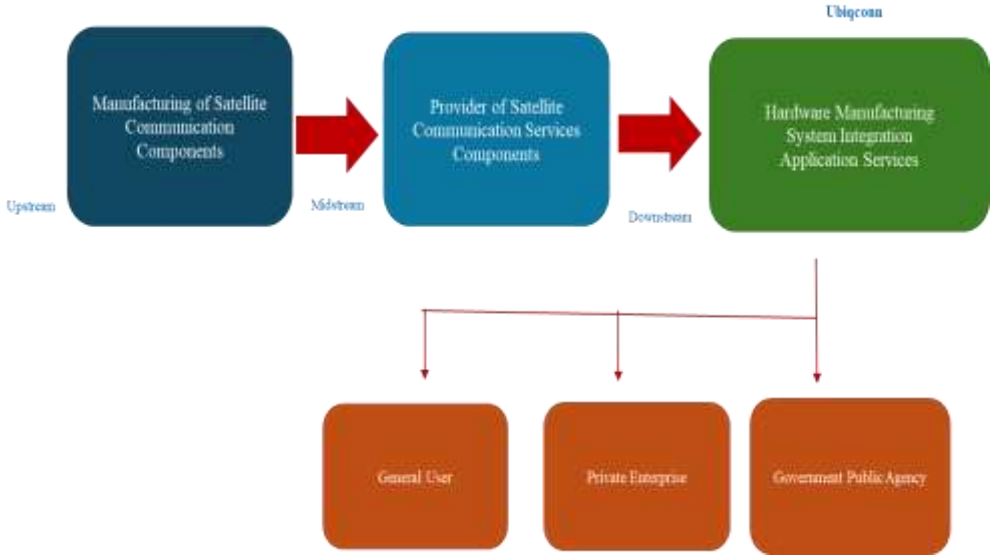 Ubiqconn
Manufacturing of Satellite
Communication
Components
Provider of Satellite
Communication Services
Components
Hardware Manufacturing
System Integration
Application Services
Upstream
Midstream
Downstream
General User
Private Enterprise
Government Public Agency